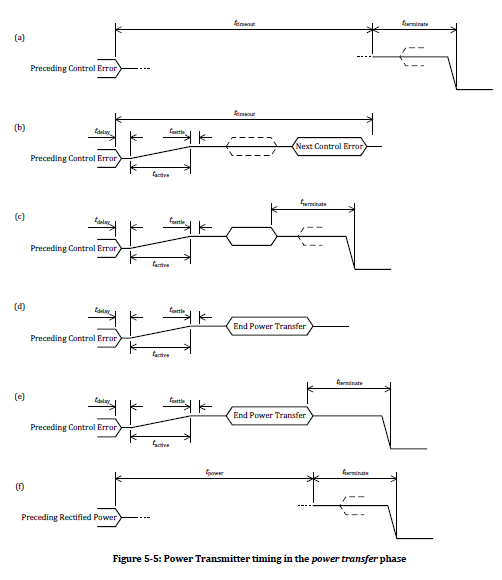 (a)
t_timeout
t_terminate
Preceding Control Error
(b)
t_timeout
t_delay
t_settle
Preceding Control Error
Next Control Error
t_active
(c)
t_terminate
t_delay
t_settle
Preceding Control Error
t_active
(d)
t_delay
t_settle
Preceding Control Error
End Power Transfer
t_active
(e)
t_terminate
t_delay
t_settle
Preceding Control Error
End Power Transfer
t_active
(f)
t_power
t_terminate
Preceding Rectified Power
Figure 5-5: Power Transmitter timing in the power transfer phase